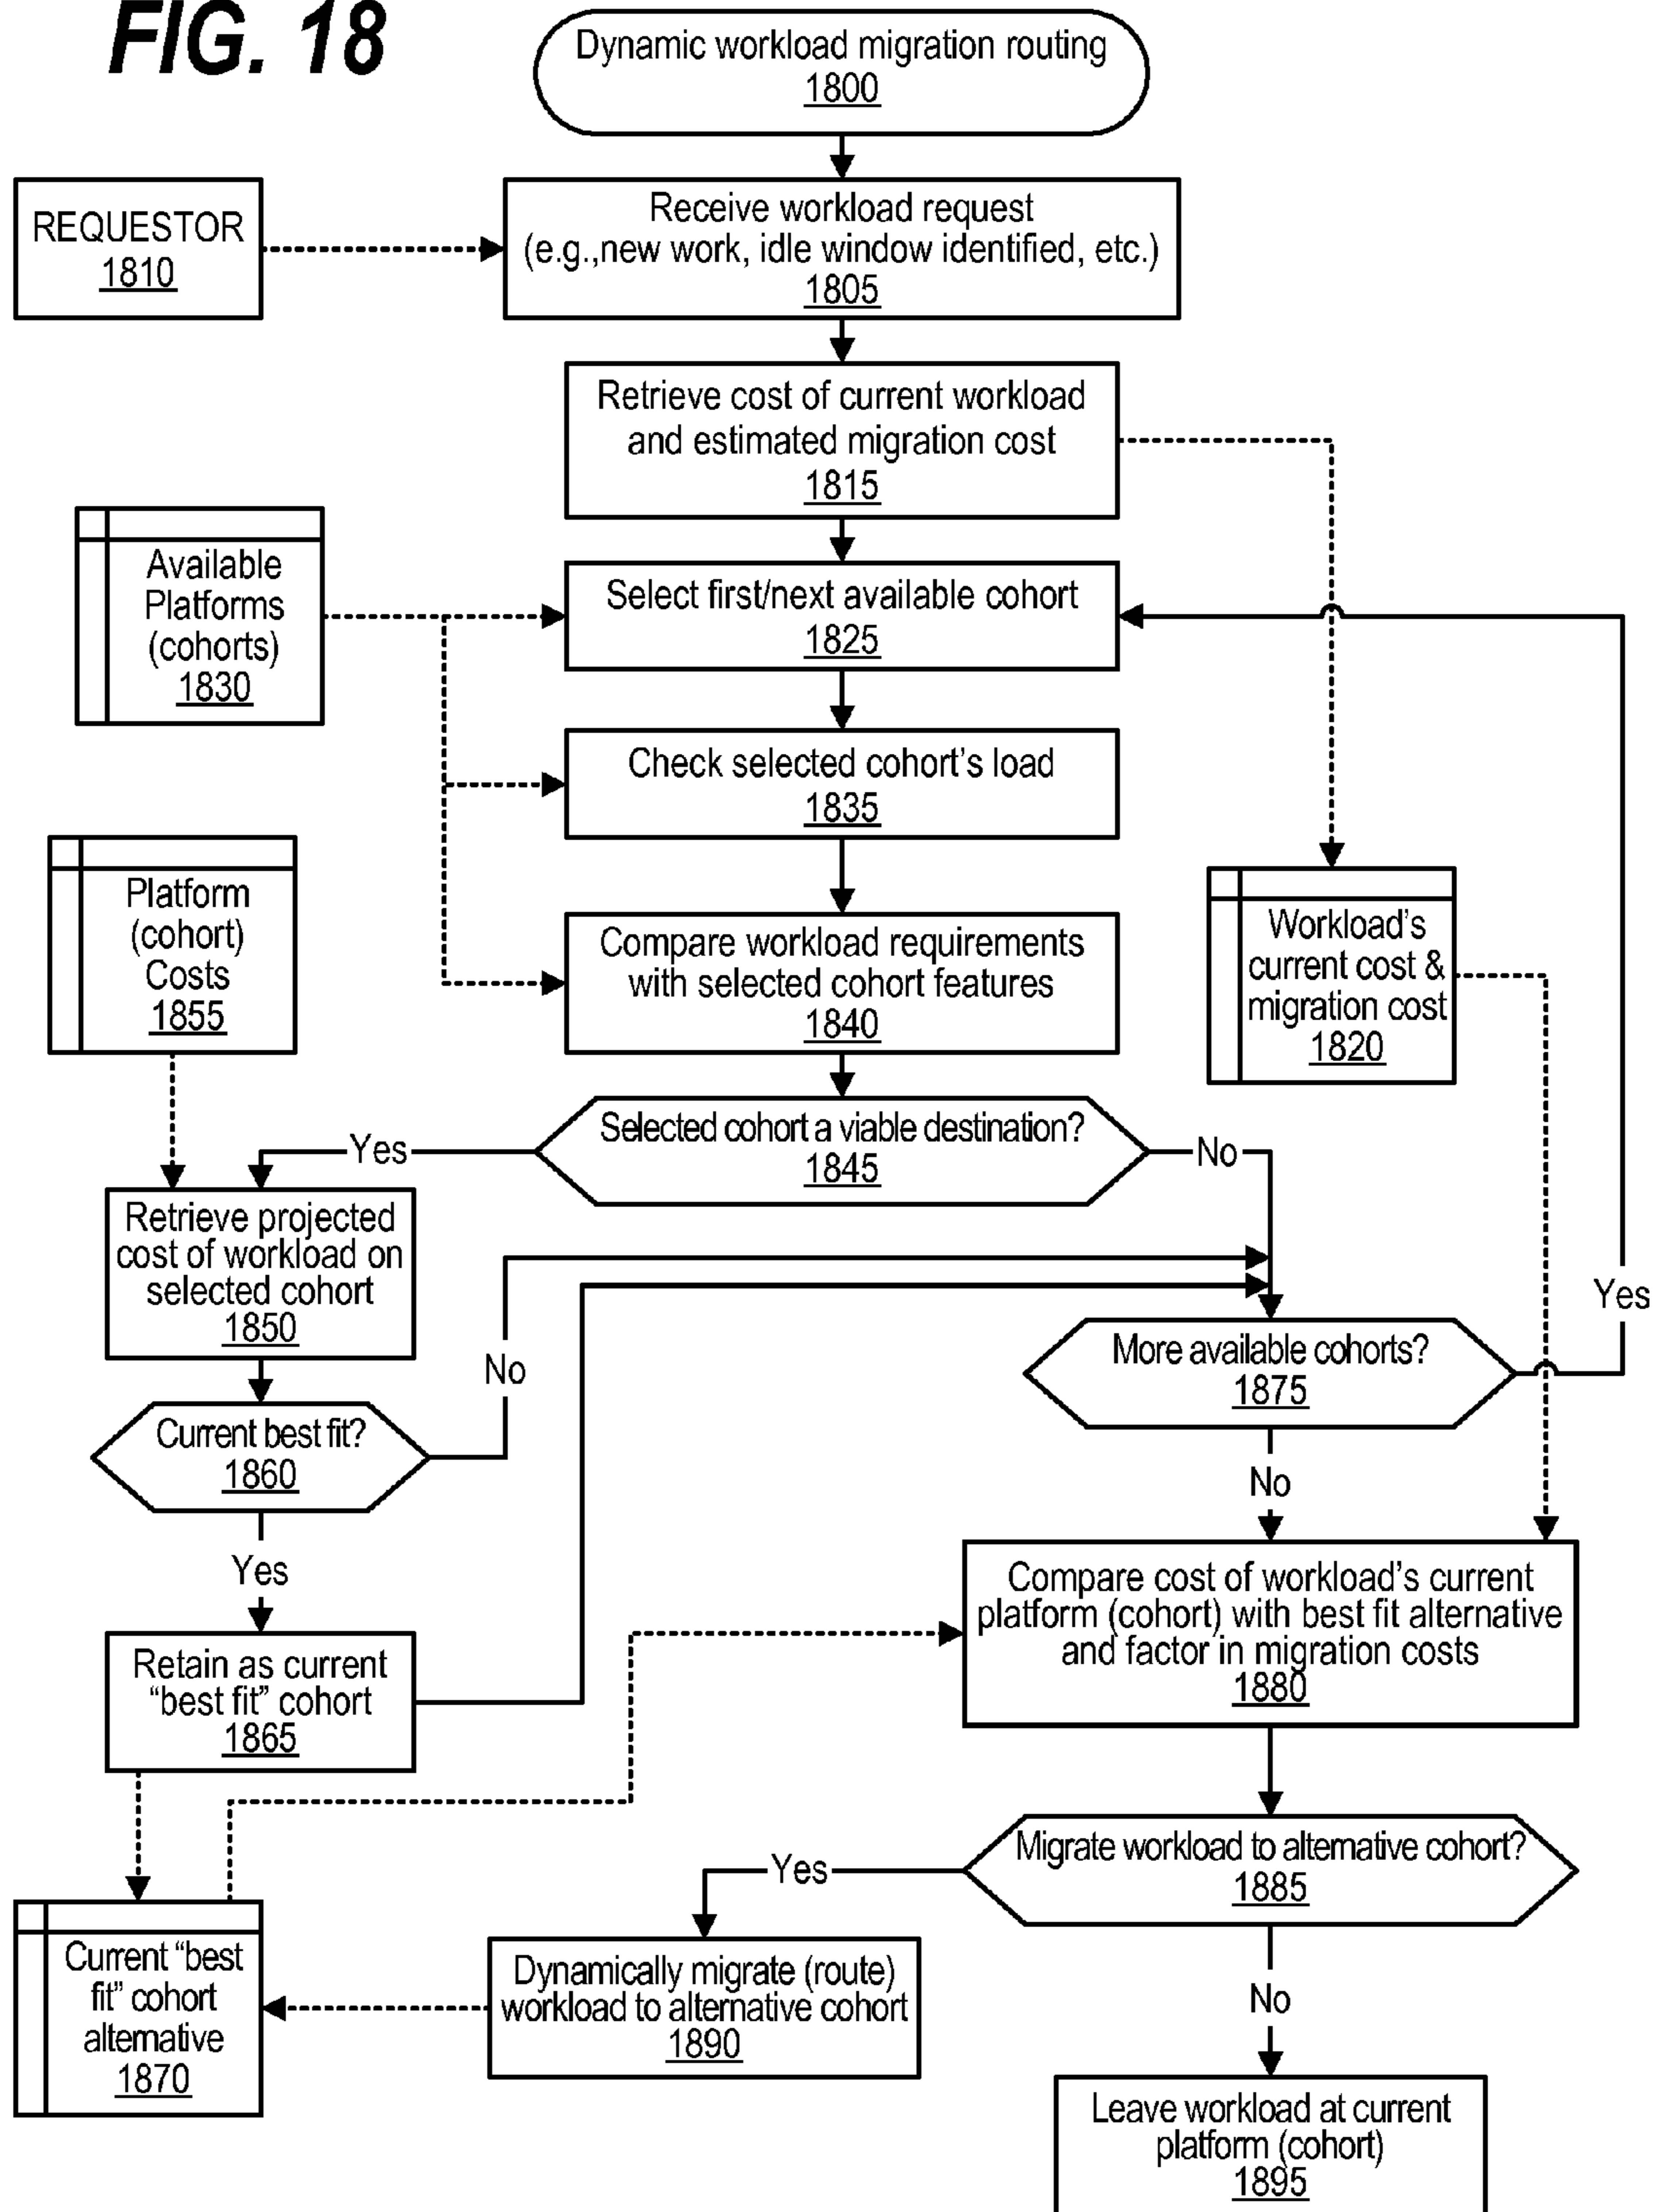 FIG. 18
Dynamic workload migration routing
1800
REQUESTOR
1810
Receive workload request
(e.g.,new work, idle window identified, etc.)
1805
Retrieve cost of current workload
and estimated migration cost
1815
Available
Platforms
(cohorts)
1830
Select first/next available cohort
1825
Check selected cohort's load
1835
Platform
(cohort)
Costs
1855
Compare workload requirements
with selected cohort features
1840
Workload's
current cost &
migration cost
1820
Selected cohort a viable destination?
1845
Yes
No
Retrieve projected
cost of workload on
selected cohort
1850
No
More available cohorts?
1875
Yes
Current best fit?
1860
No
Yes
Retain as current
“best fit” cohort
1865
Compare cost of workload's current
platform (cohort) with best fit alternative
and factor in migration costs
1880
Migrate workload to alternative cohort?
1885
Yes
No
Current “best
fit” cohort
alternative
1870
Dynamically migrate (route)
workload to alternative cohort
1890
Leave workload at current
platform (cohort)
1895